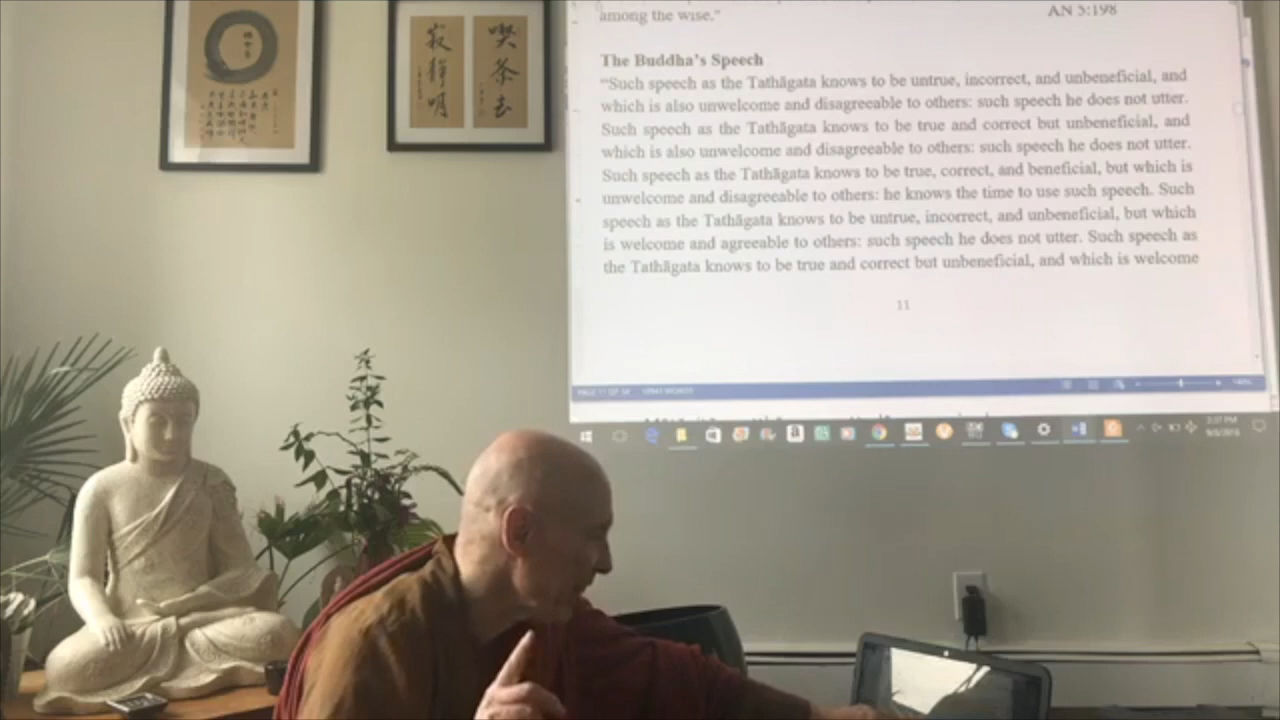 among the wise."
AN 5:198
The Buddha's Speech
"Such speech as the Tathāgata knows to be untrue, incorrect, and unbeneficial, and
which is also unwelcome and disagreeable to others: such speech he does not utter.
Such speech as the Tathāgata knows to be true and correct but unbeneficial, and
which is also unwelcome and disagreeable to others: such speech he does not utter.
Such speech as the Tathāgata knows to be true, correct, and beneficial, but which is
unwelcome and disagreeable to others: he knows the time to use such speech. Such
speech as the Tathāgata knows to be untrue, incorrect, and unbeneficial, but which
is welcome and agreeable to others: such speech he does not utter. Such speech as
the Tathāgata knows to be true and correct but unbeneficial, and which is welcome
11
喫茶去
寂静明